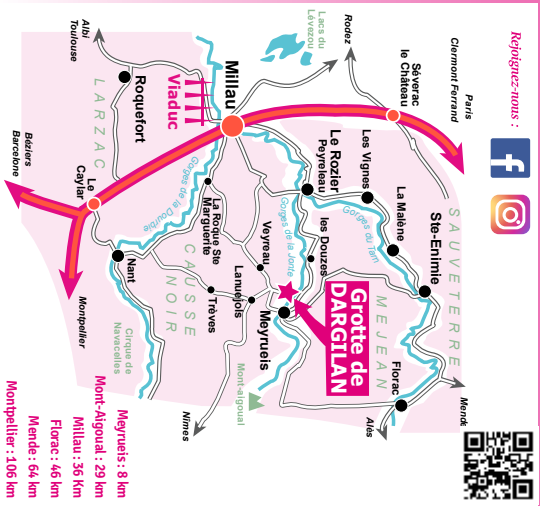 Rejoignez-nous :
Paris
Clermont Ferrand
Rodez
Lacs du
Lévezou
Albi
Toulouse
Séverac
le Château
Millau
Viaduc
Roquefort
LARZAC
Béziers
Barcelone
Le
Caylar
Montpellier
Nant
Gorges de la Dourbie
La Roque Ste
Marguerite
CAUSSE
NOIR
Trèves
Lanuejols
Veyreau
Cirque de
Navacelles
Nimes
Mont-aigoual
Meyrueis
Grotte de
DARGILAN
les Douzes
Gorges de la Jonte
Le Rozier
Peyreleau
Les Vignes
La Malène
Gorges du Tarn
Ste-Enimie
SAUVETERRE
MEJEAN
Florac
Mende
Alès
Meyrueis : 8 km
Mont-Aigoual : 29 km
Millau : 36 Km
Florac : 46 km
Mende : 64 km
Montpellier : 106 km